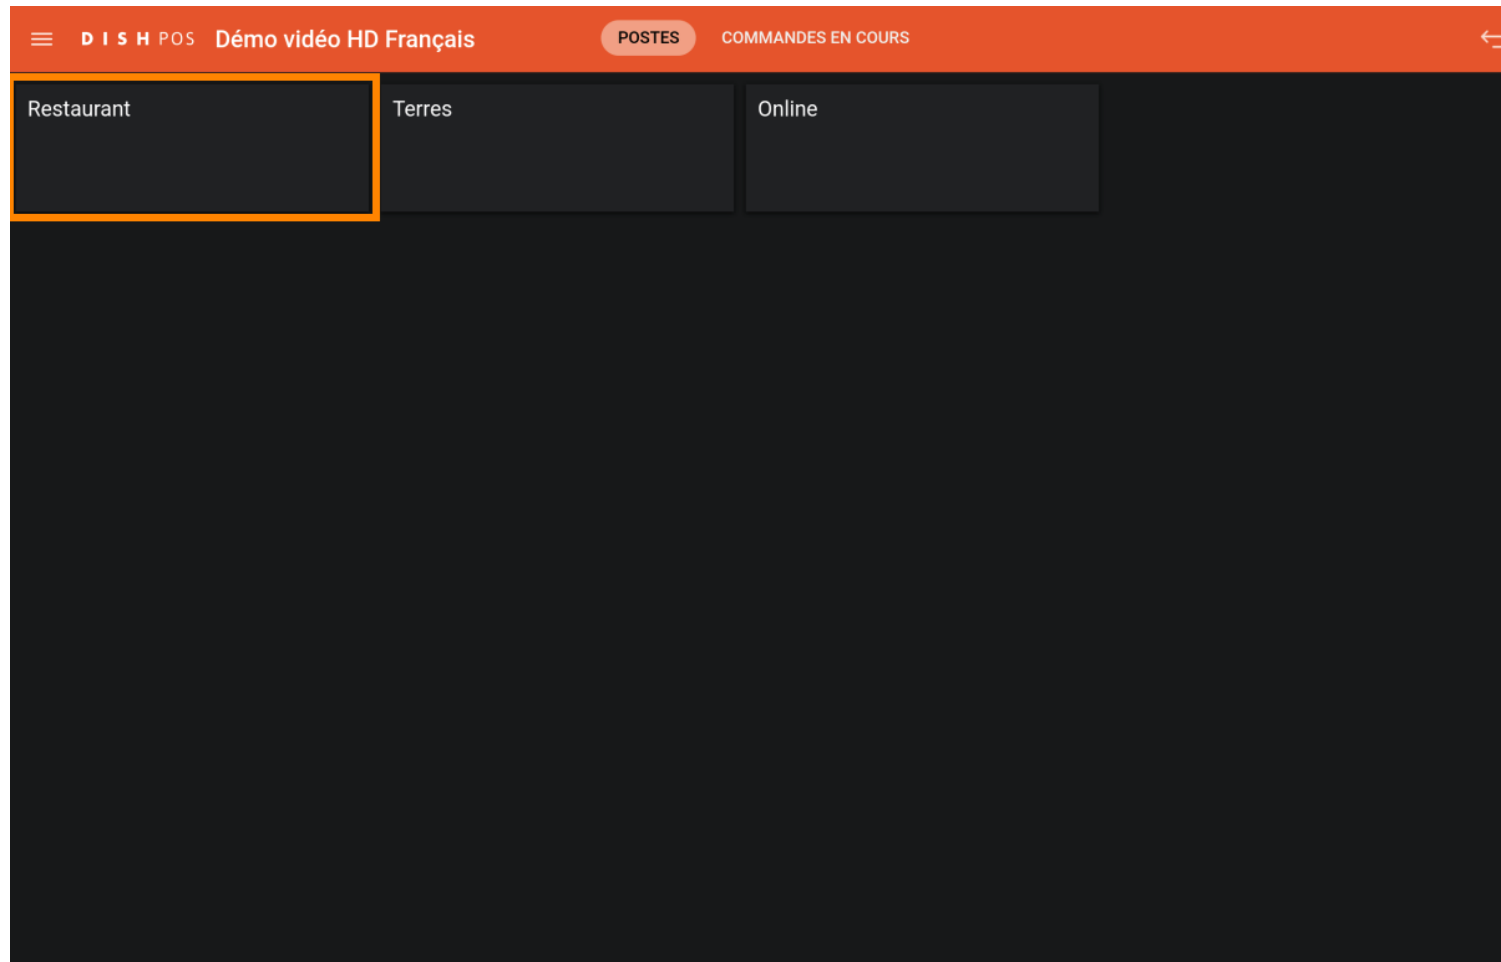 DISH POS Démo vidéo HD Français POSTES COMMANDES EN COURS
Restaurant Terres Online